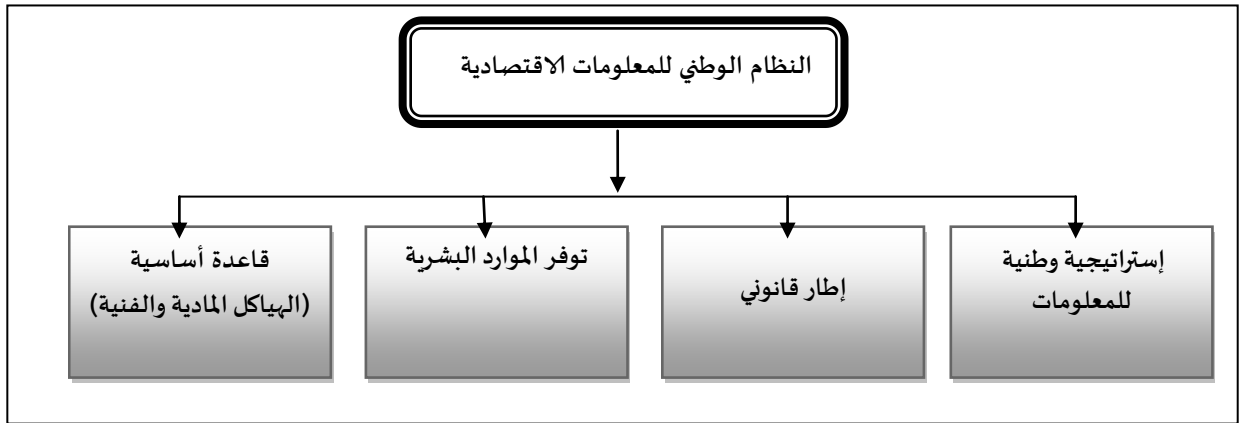 النظام الوطني للمعلومات الاقتصادية
إستراتيجية وطنية
للمعلومات
إطار قانوني
توفر الموارد البشرية
قاعدة أساسية
(الهياكل المادية والفنية)